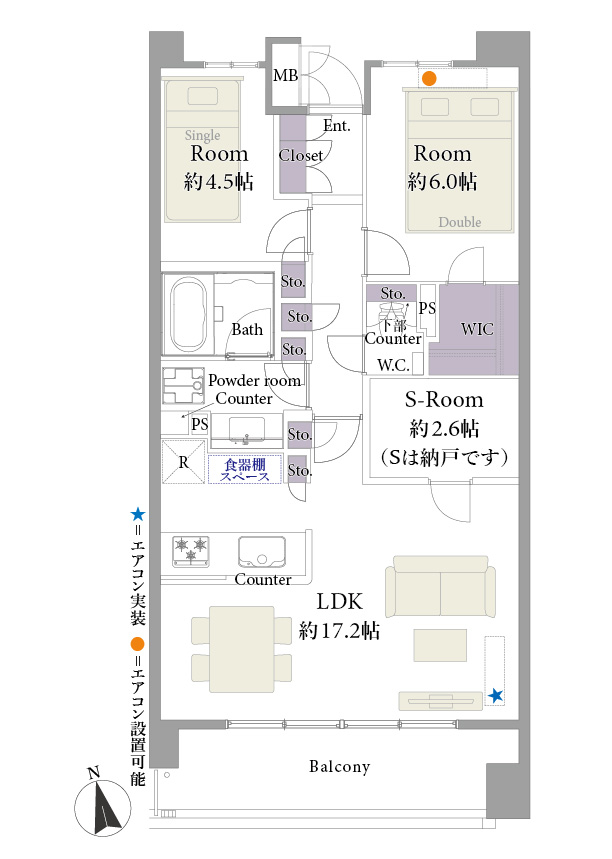 MB
Ent.
Single
Room
約4.5帖
Closet
Room
約6.0帖
Double
Sto.
Sto.
Sto.
Bath
Sto.
下部
Counter
PS
WIC
W.C.
Powder room
Counter
PS
S-Room
約2.6帖
（Sは納戸です）
Sto.
Sto.
R
食器棚
スペース
Counter
LDK
約17.2帖
★=エアコン実装
●=エアコン設置可能
Balcony
N